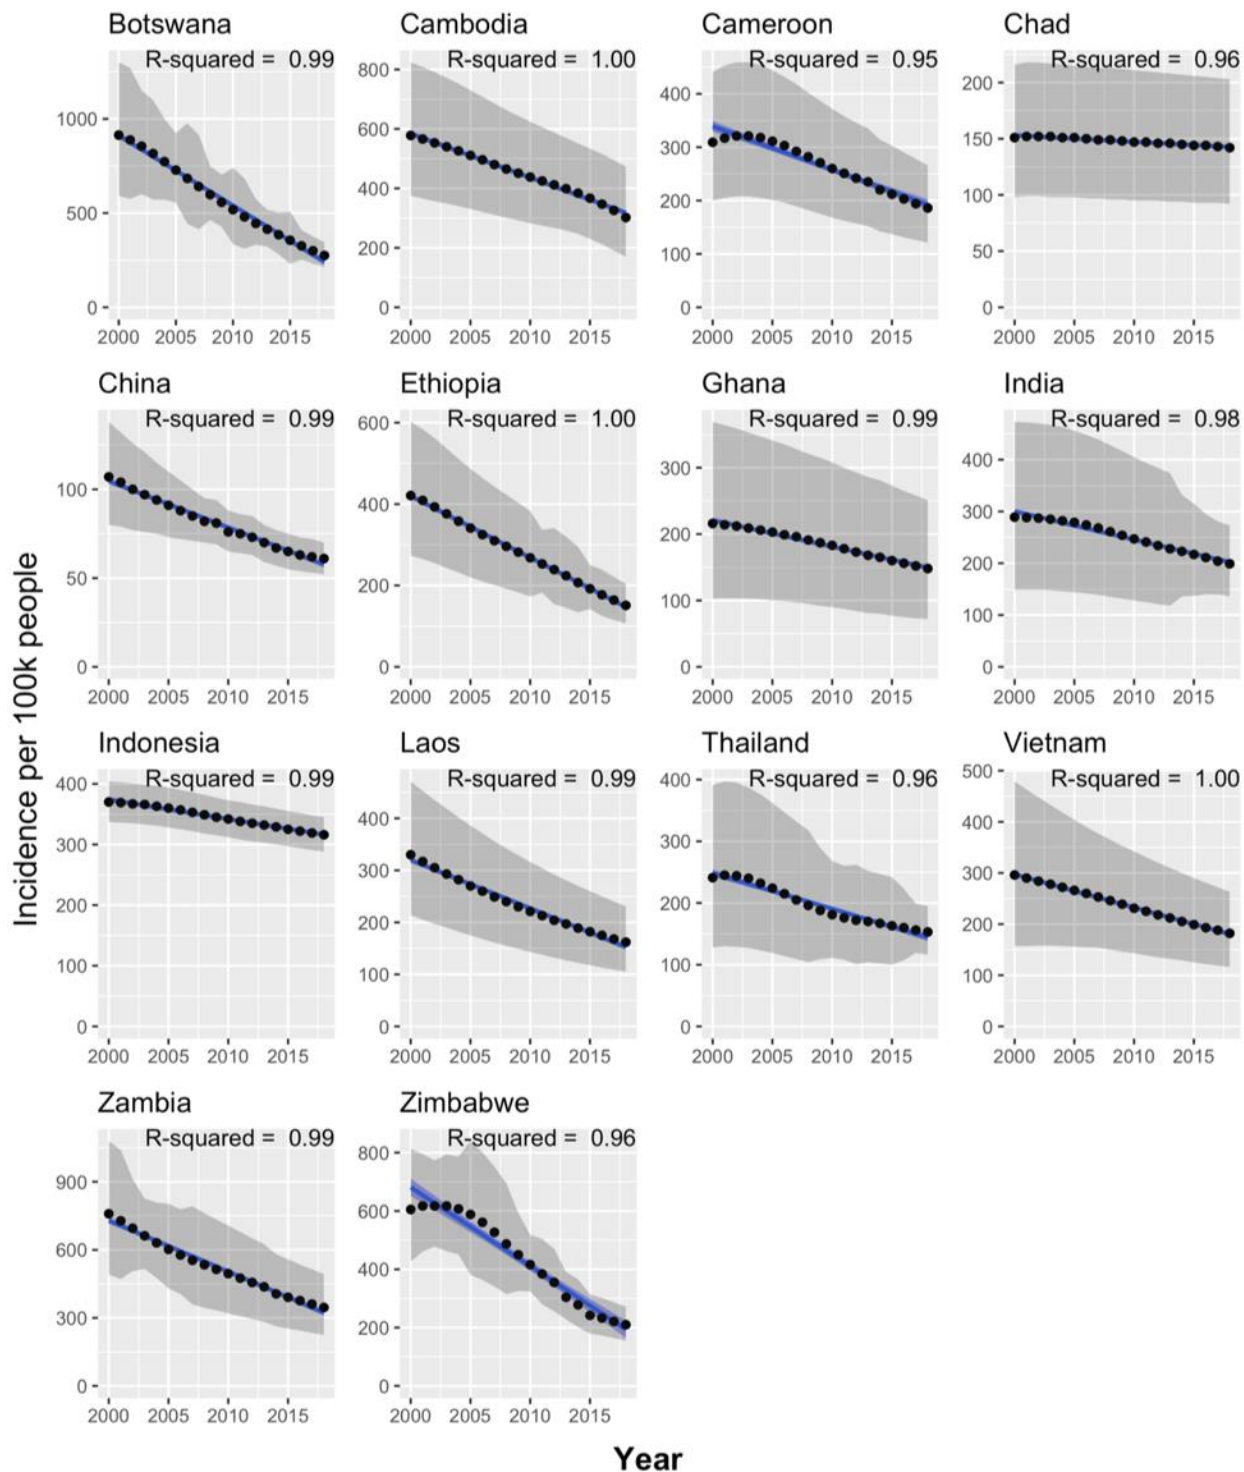 Botswana
R-squared = 0.99
1000
500
0
2000 2005 2010 2015
Cambodia
R-squared = 1.00
800
600
400
200
0
2000 2005 2010 2015
Cameroon
R-squared = 0.95
400
300
200
100
0
2000 2005 2010 2015
Chad
R-squared = 0.96
200
150
100
50
0
2000 2005 2010 2015
China
R-squared = 0.99
100
50
0
2000 2005 2010 2015
Ethiopia
R-squared = 1.00
600
400
200
0
2000 2005 2010 2015
Ghana
R-squared = 0.99
300
200
100
0
2000 2005 2010 2015
India
R-squared = 0.98
400
300
200
100
0
2000 2005 2010 2015
Indonesia
R-squared = 0.99
400
300
200
100
0
2000 2005 2010 2015
Laos
R-squared = 0.99
400
300
200
100
0
2000 2005 2010 2015
Thailand
R-squared = 0.96
400
300
200
100
0
2000 2005 2010 2015
Vietnam
R-squared = 1.00
500
400
300
200
100
0
2000 2005 2010 2015
Zambia
R-squared = 0.99
900
600
300
0
2000 2005 2010 2015
Zimbabwe
R-squared = 0.96
800
600
400
200
0
2000 2005 2010 2015
Incidence per 100k people
Year